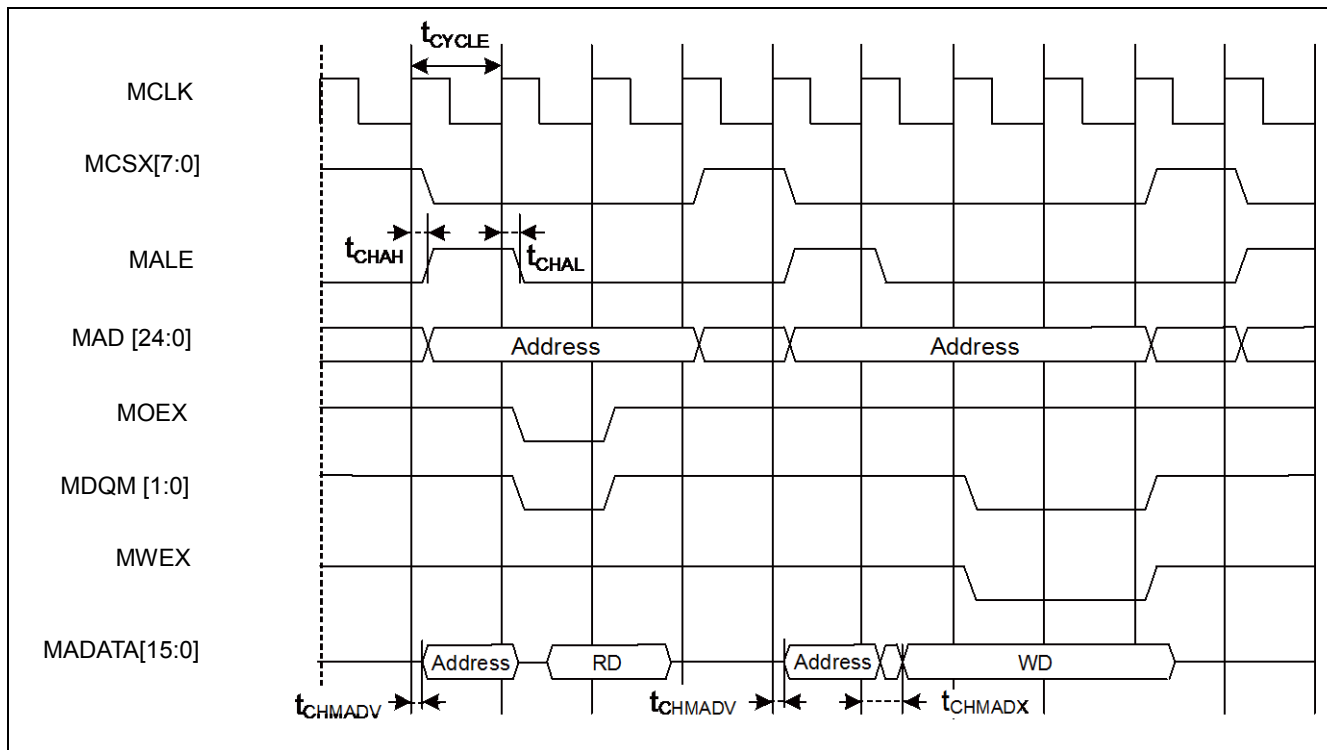 tCYCLE
MCLK
MCSX[7:0]
tCHAH
tCHAL
MALE
MAD [24:0]
Address
Address
MOEX
MDQM [1:0]
MWEX
MADATA[15:0]
Address
RD
Address
WD
tCHMADV
tCHMADV
tCHMADX